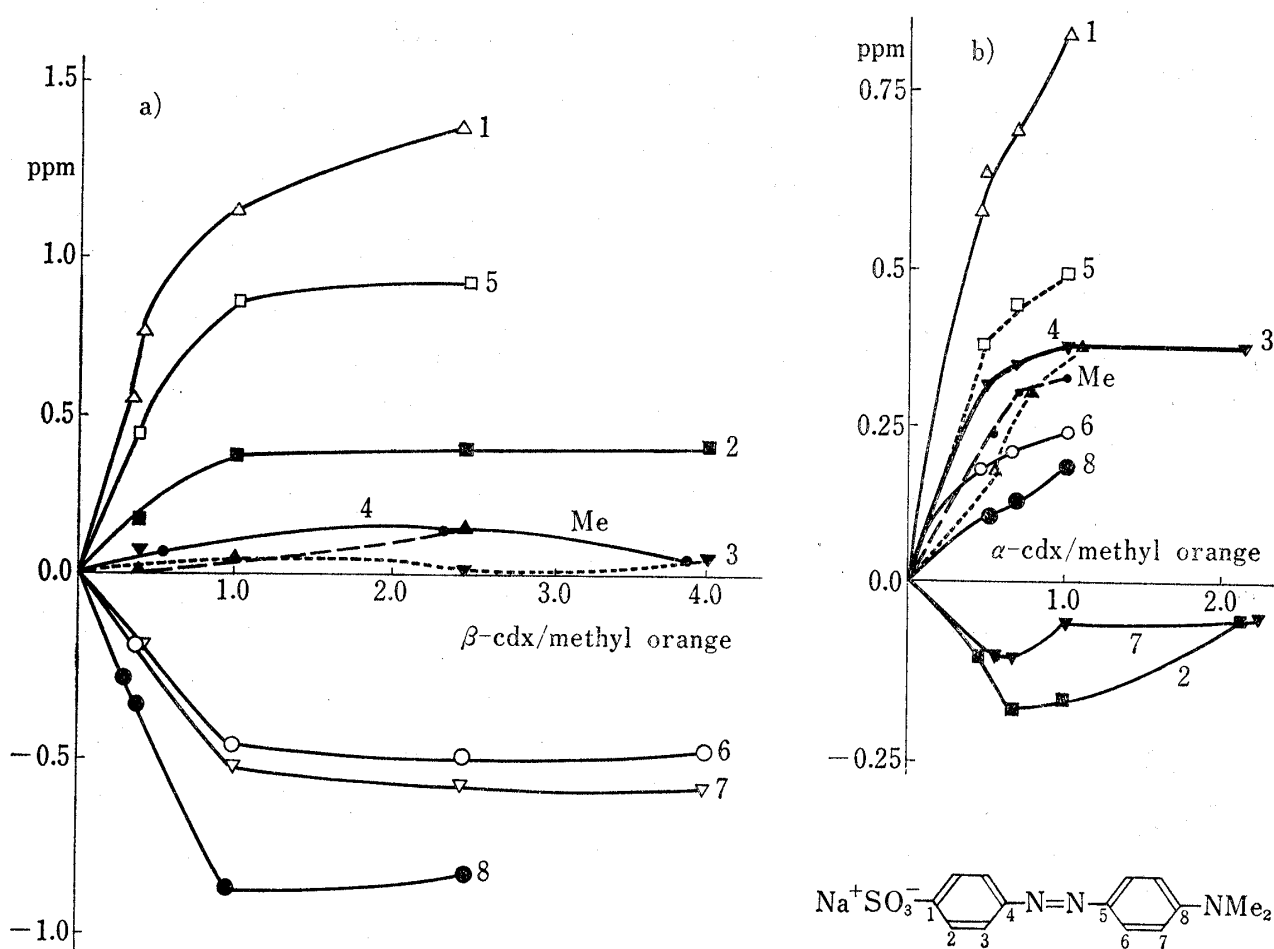 a)
ppm
1.5
1.0
0.5
0.0
−0.5
−1.0
1
5
2
4
Me
3
1.0 2.0 3.0 4.0
β-cdx/methyl orange
6
7
8
b)
ppm
0.75
0.5
0.25
0.0
−0.25
1
5
4
3
Me
6
8
α-cdx/methyl orange
1.0 2.0
7
2
Na⁺SO₃⁻ 1 4 N=N 5 8 NMe₂
2 3 6 7